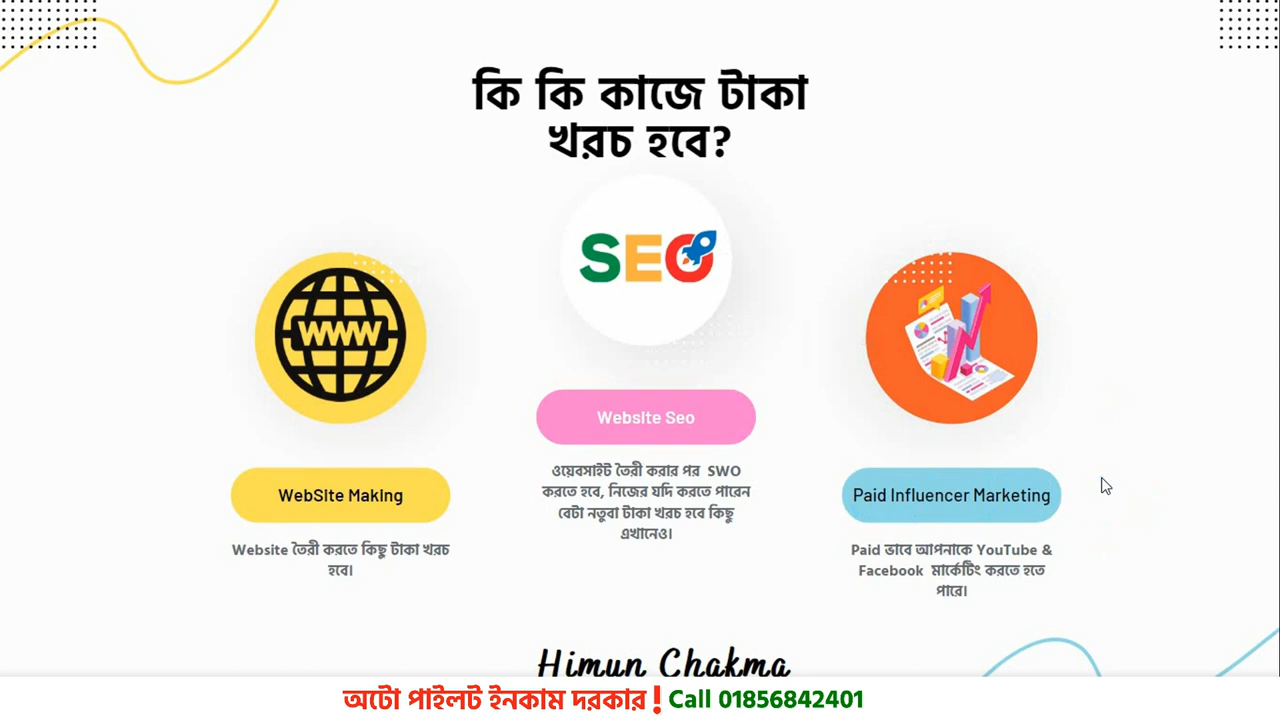 কি কি কাজে টাকা
খরচ হবে?
SEO
WWW
Website Seo
WebSite Making
Paid Influencer Marketing
ওয়েবসাইট তৈরী করার পর SWO
করতে হবে, নিজের যদি করতে পারেন
বেটা নতুবা টাকা খরচ হবে কিছু
এখানেও।
Website তৈরী করতে কিছু টাকা খরচ
হবে।
Paid ভাবে আপনাকে YouTube &
Facebook মার্কেটিং করতে হতে
পারে।
Himun Chakma
অটো পাইলট ইনকাম দরকার❗Call 01856842401